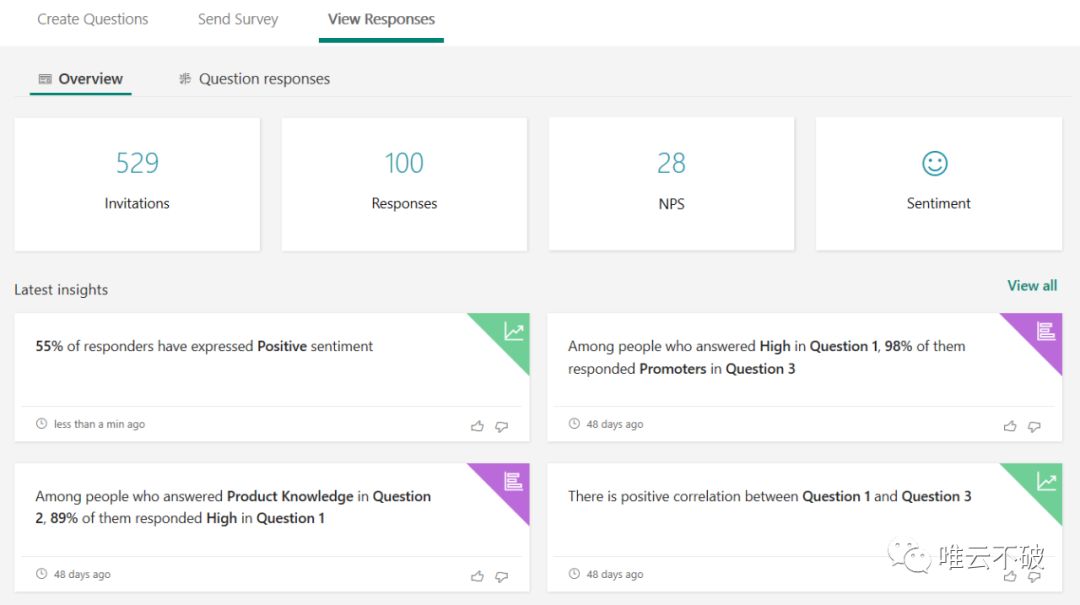 Create Questions
Send Survey
View Responses
Overview
Question responses
529
Invitations
100
Responses
28
NPS
Sentiment
Latest insights
View all
55% of responders have expressed Positive sentiment
less than a min ago
Among people who answered High in Question 1, 98% of them
responded Promoters in Question 3
48 days ago
Among people who answered Product Knowledge in Question
2, 89% of them responded High in Question 1
48 days ago
There is positive correlation between Question 1 and Question 3
48 days ago
唯云不破